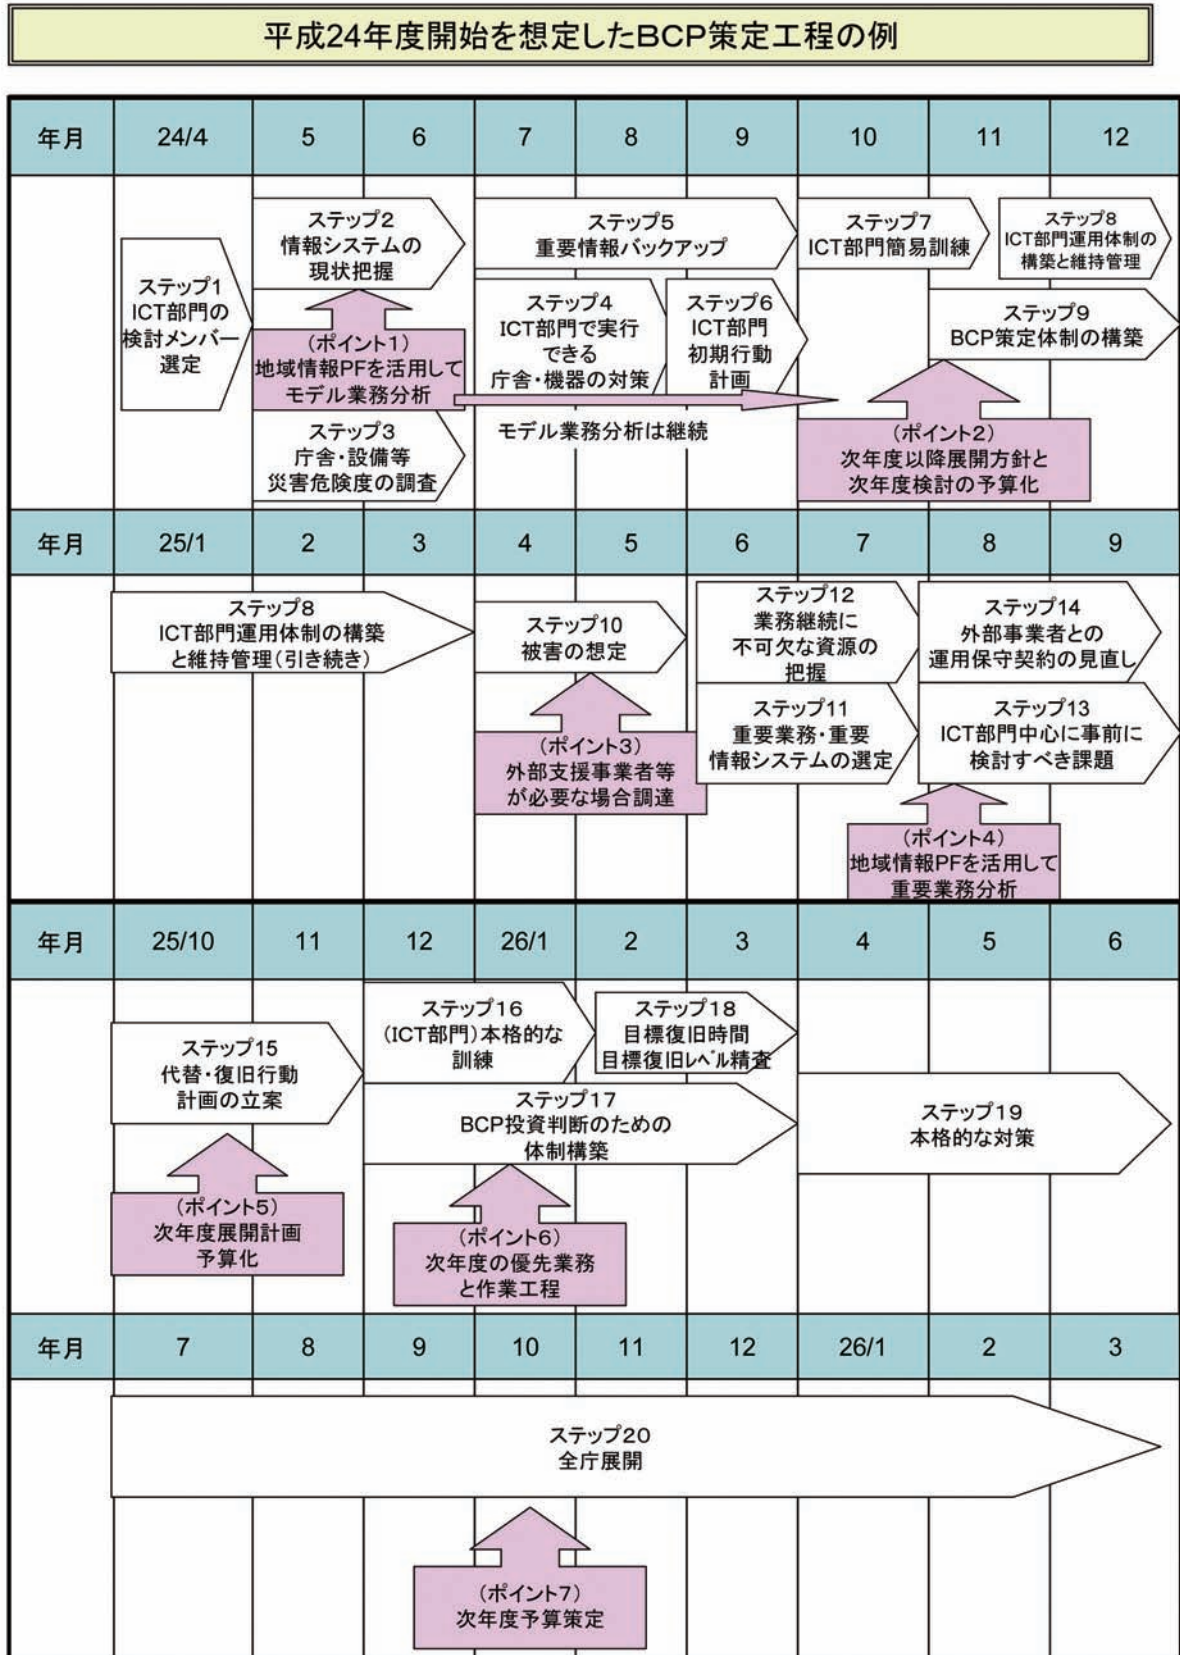 平成24年度開始を想定したBCP策定工程の例
年月 24/4 5 6 7 8 9 10 11 12
ステップ1
ICT部門の
検討メンバー
選定
ステップ2
情報システムの
現状把握
(ポイント1)
地域情報PFを活用して
モデル業務分析
ステップ3
庁舎・設備等
災害危険度の調査
ステップ5
重要情報バックアップ
ステップ4
ICT部門で実行
できる
庁舎・機器の対策
ステップ6
ICT部門
初期行動
計画
モデル業務分析は継続
ステップ7
ICT部門簡易訓練
ステップ8
ICT部門運用体制の
構築と維持管理
ステップ9
BCP策定体制の構築
(ポイント2)
次年度以降展開方針と
次年度検討の予算化
年月 25/1 2 3 4 5 6 7 8 9
ステップ8
ICT部門運用体制の構築
と維持管理(引き続き)
ステップ10
被害の想定
(ポイント3)
外部支援事業者等
が必要な場合調達
ステップ12
業務継続に
不可欠な資源の
把握
ステップ11
重要業務・重要
情報システムの選定
ステップ14
外部事業者との
運用保守契約の見直し
ステップ13
ICT部門中心に事前に
検討すべき課題
(ポイント4)
地域情報PFを活用して
重要業務分析
年月 25/10 11 12 26/1 2 3 4 5 6
ステップ15
代替・復旧行動
計画の立案
(ポイント5)
次年度展開計画
予算化
ステップ16
(ICT部門)本格的な
訓練
ステップ18
目標復旧時間
目標復旧ﾚﾍﾞﾙ精査
ステップ17
BCP投資判断のための
体制構築
(ポイント6)
次年度の優先業務
と作業工程
ステップ19
本格的な対策
年月 7 8 9 10 11 12 26/1 2 3
ステップ20
全庁展開
(ポイント7)
次年度予算策定